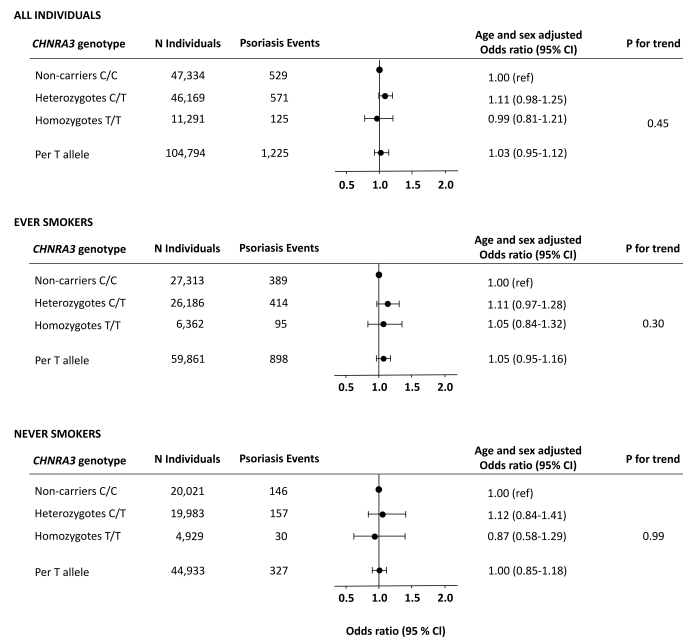 ALL INDIVIDUALS
CHNRA3 genotype N Individuals Psoriasis Events Age and sex adjusted Odds ratio (95% CI) P for trend
Non-carriers C/C 47,334 529 1.00 (ref)
Heterozygotes C/T 46,169 571 1.11 (0.98-1.25)
Homozygotes T/T 11,291 125 0.99 (0.81-1.21)
0.45
Per T allele 104,794 1,225 1.03 (0.95-1.12)
0.5 1.0 1.5 2.0
EVER SMOKERS
CHNRA3 genotype N Individuals Psoriasis Events Age and sex adjusted Odds ratio (95% CI) P for trend
Non-carriers C/C 27,313 389 1.00 (ref)
Heterozygotes C/T 26,186 414 1.11 (0.97-1.28)
Homozygotes T/T 6,362 95 1.05 (0.84-1.32) 0.30
Per T allele 59,861 898 1.05 (0.95-1.16)
0.5 1.0 1.5 2.0
NEVER SMOKERS
CHNRA3 genotype N Individuals Psoriasis Events Age and sex adjusted Odds ratio (95% CI) P for trend
Non-carriers C/C 20,021 146 1.00 (ref)
Heterozygotes C/T 19,983 157 1.12 (0.84-1.41)
Homozygotes T/T 4,929 30 0.87 (0.58-1.29) 0.99
Per T allele 44,933 327 1.00 (0.85-1.18)
0.5 1.0 1.5 2.0
Odds ratio (95 % CI)